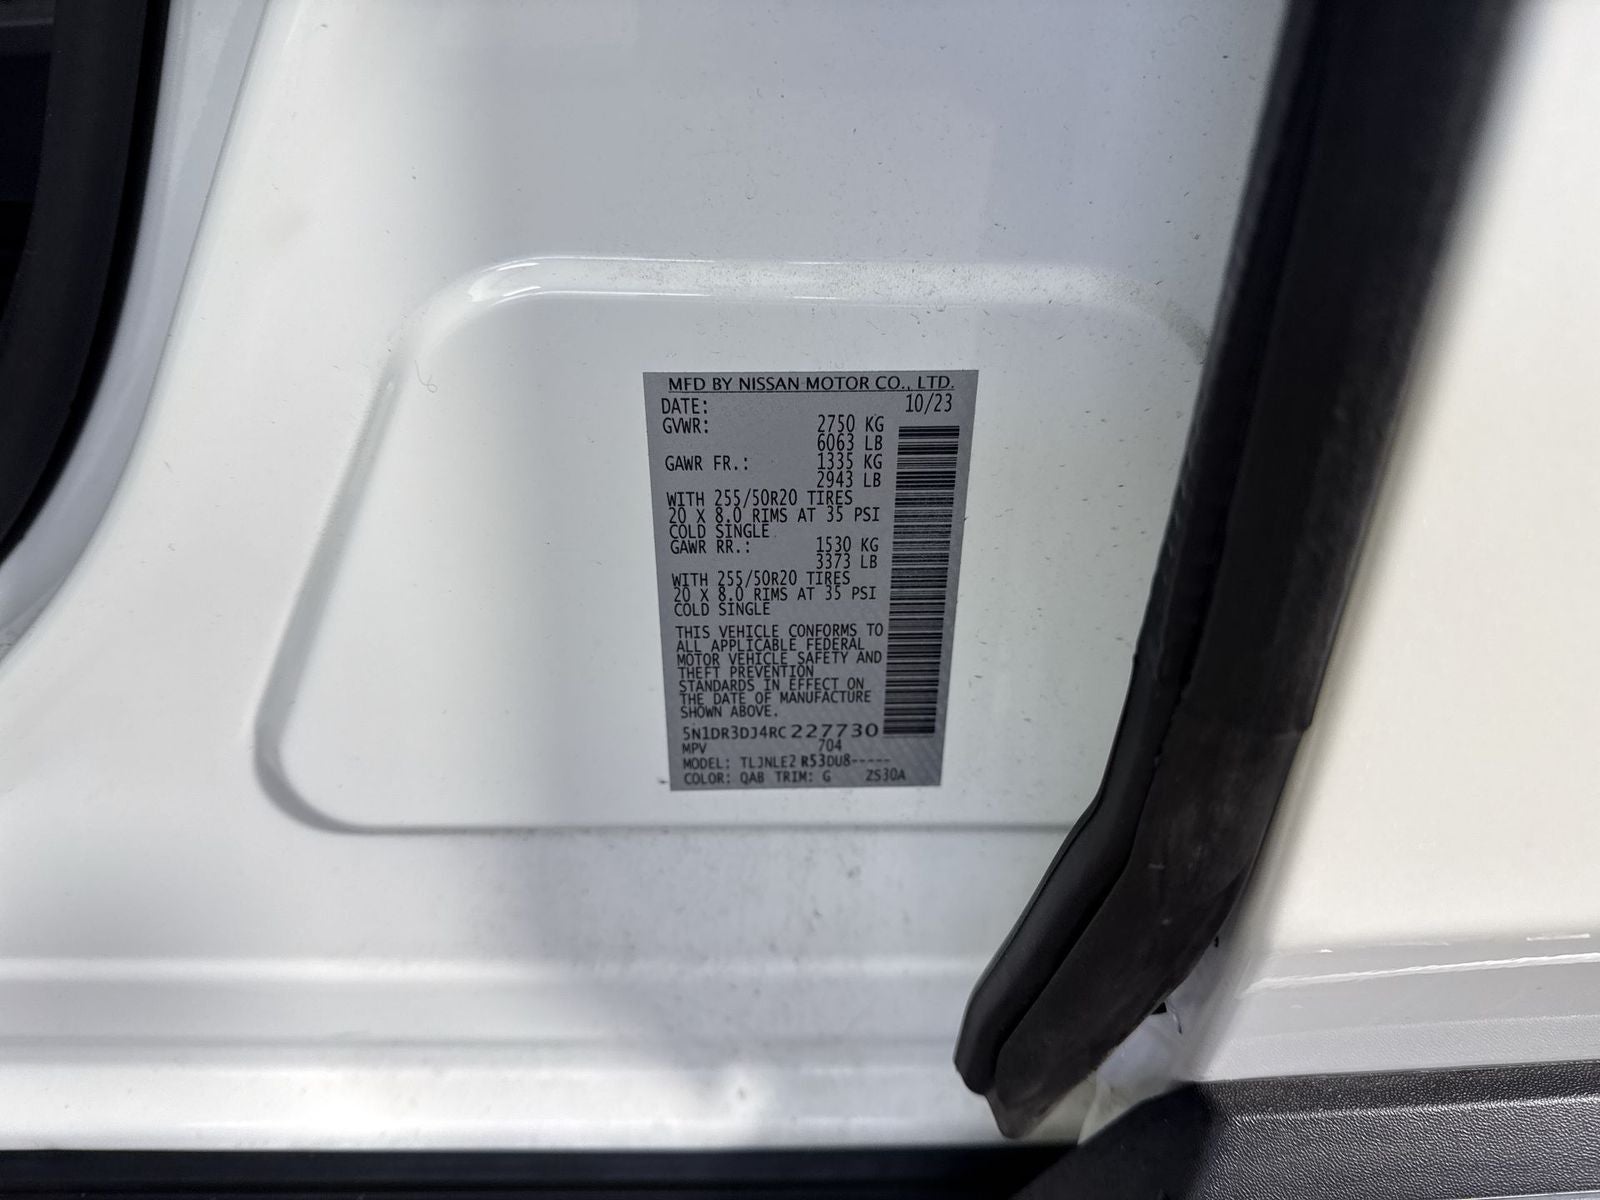 MFD BY NISSAN MOTOR CO., LTD.
DATE: 10/23
GVWR: 2750 KG
6063 LB
GAWR FR.: 1335 KG
2943 LB
WITH 255/50R20 TIRES
20 X 8.0 RIMS AT 35 PSI
COLD SINGLE
GAWR RR.: 1530 KG
3373 LB
WITH 255/50R20 TIRES
20 X 8.0 RIMS AT 35 PSI
COLD SINGLE
THIS VEHICLE CONFORMS TO
ALL APPLICABLE FEDERAL
MOTOR VEHICLE SAFETY AND
THEFT PREVENTION
STANDARDS IN EFFECT ON
THE DATE OF MANUFACTURE
SHOWN ABOVE.
5N1DR3DJ4RC227730
MPV 704
MODEL: TLJNLE2 R53DU8-----
COLOR: QAB TRIM: G ZS30A